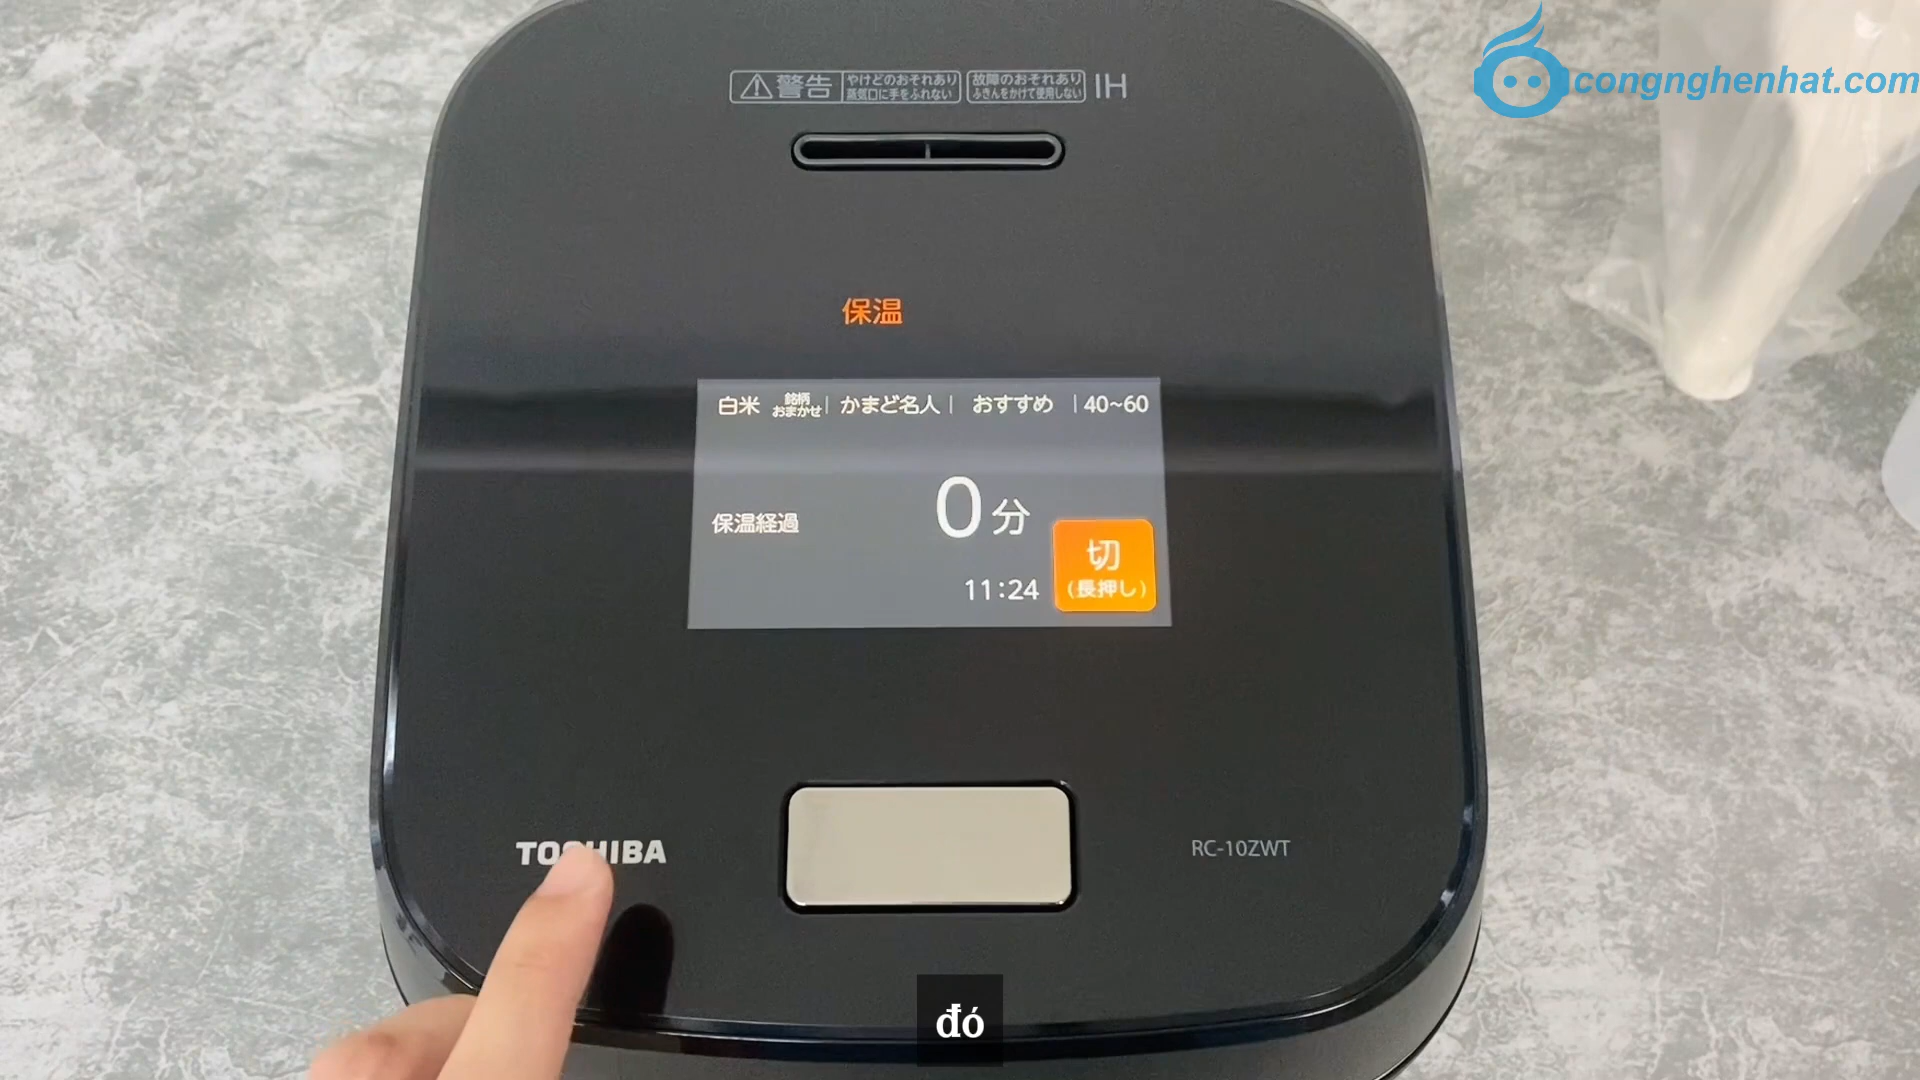 congnghenhat.com
警告 やけどのおそれあり 故障のおそれあり IH
蒸気口に手をふれない ふきんをかけて使用しない
保温
白米 銘柄おまかせ かまど名人 おすすめ 40~60
保温経過 0分
切
11:24 (長押し)
TOSHIBA RC-10ZWT
đó